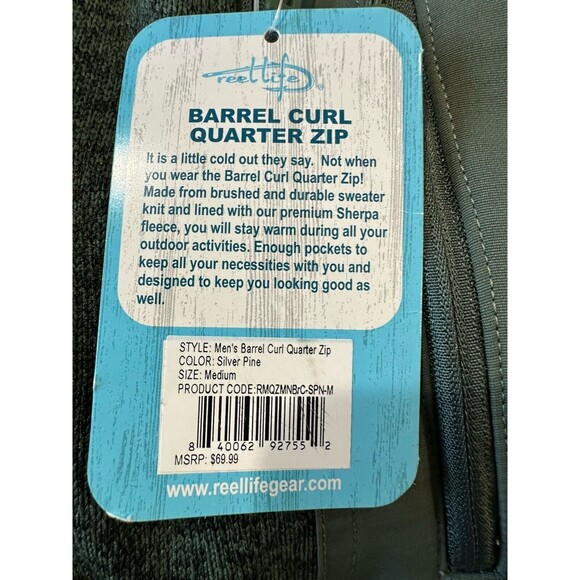 reel life
BARREL CURL
QUARTER ZIP
It is a little cold out they say. Not when
you wear the Barrel Curl Quarter Zip!
Made from brushed and durable sweater
knit and lined with our premium Sherpa
fleece, you will stay warm during all your
outdoor activities. Enough pockets to
keep all your necessities with you and
designed to keep you looking good as
well.
STYLE: Men's Barrel Curl Quarter Zip
COLOR: Silver Pine
SIZE: Medium
PRODUCT CODE:RMQZMNBrC-SPN-M
8 40062 92755 2
MSRP: $69.99
www.reellifegear.com